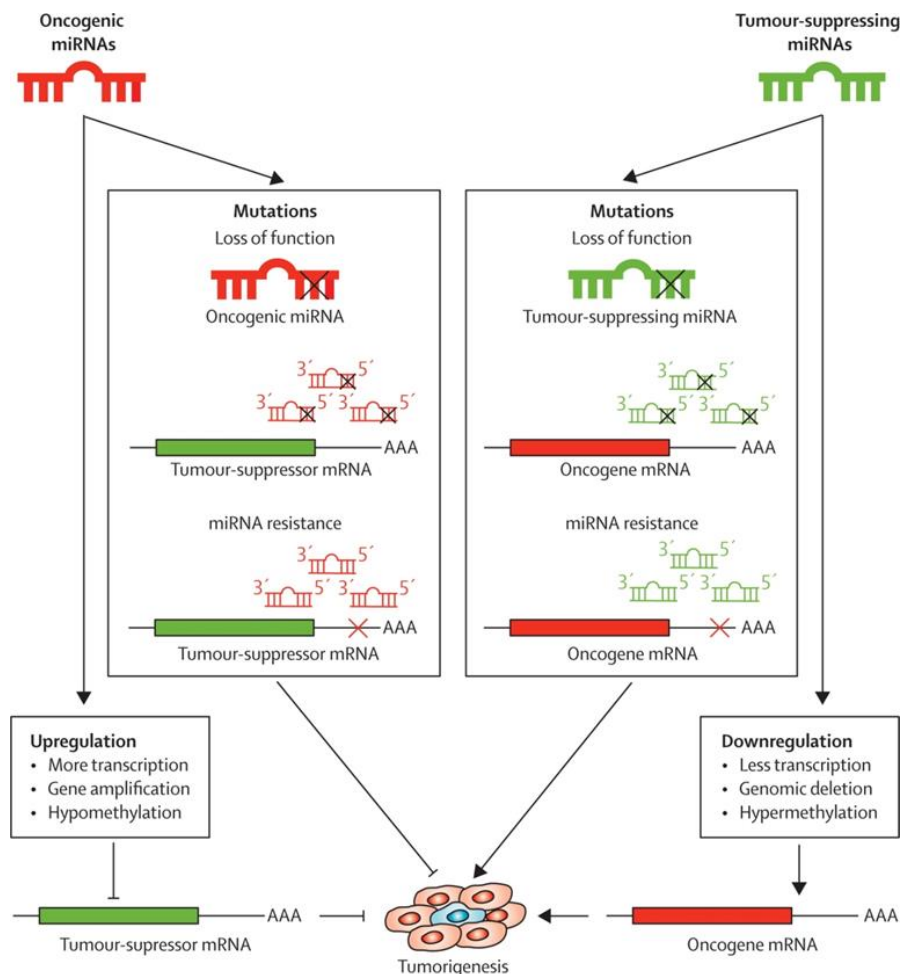 Oncogenic
miRNAs
Tumour-suppressing
miRNAs
Mutations
Loss of function
Oncogenic miRNA
3´ 5´
3´ 5´ 3´ 5´
AAA
Tumour-suppressor mRNA
miRNA resistance
3´ 5´
3´ 5´ 3´ 5´
AAA
Tumour-suppressor mRNA
Mutations
Loss of function
Tumour-suppressing miRNA
3´ 5´
3´ 5´ 3´ 5´
AAA
Oncogene mRNA
miRNA resistance
3´ 5´
3´ 5´ 3´ 5´
AAA
Oncogene mRNA
Upregulation
• More transcription
• Gene amplification
• Hypomethylation
Downregulation
• Less transcription
• Genomic deletion
• Hypermethylation
AAA
Tumour-supressor mRNA
Tumorigenesis
AAA
Oncogene mRNA